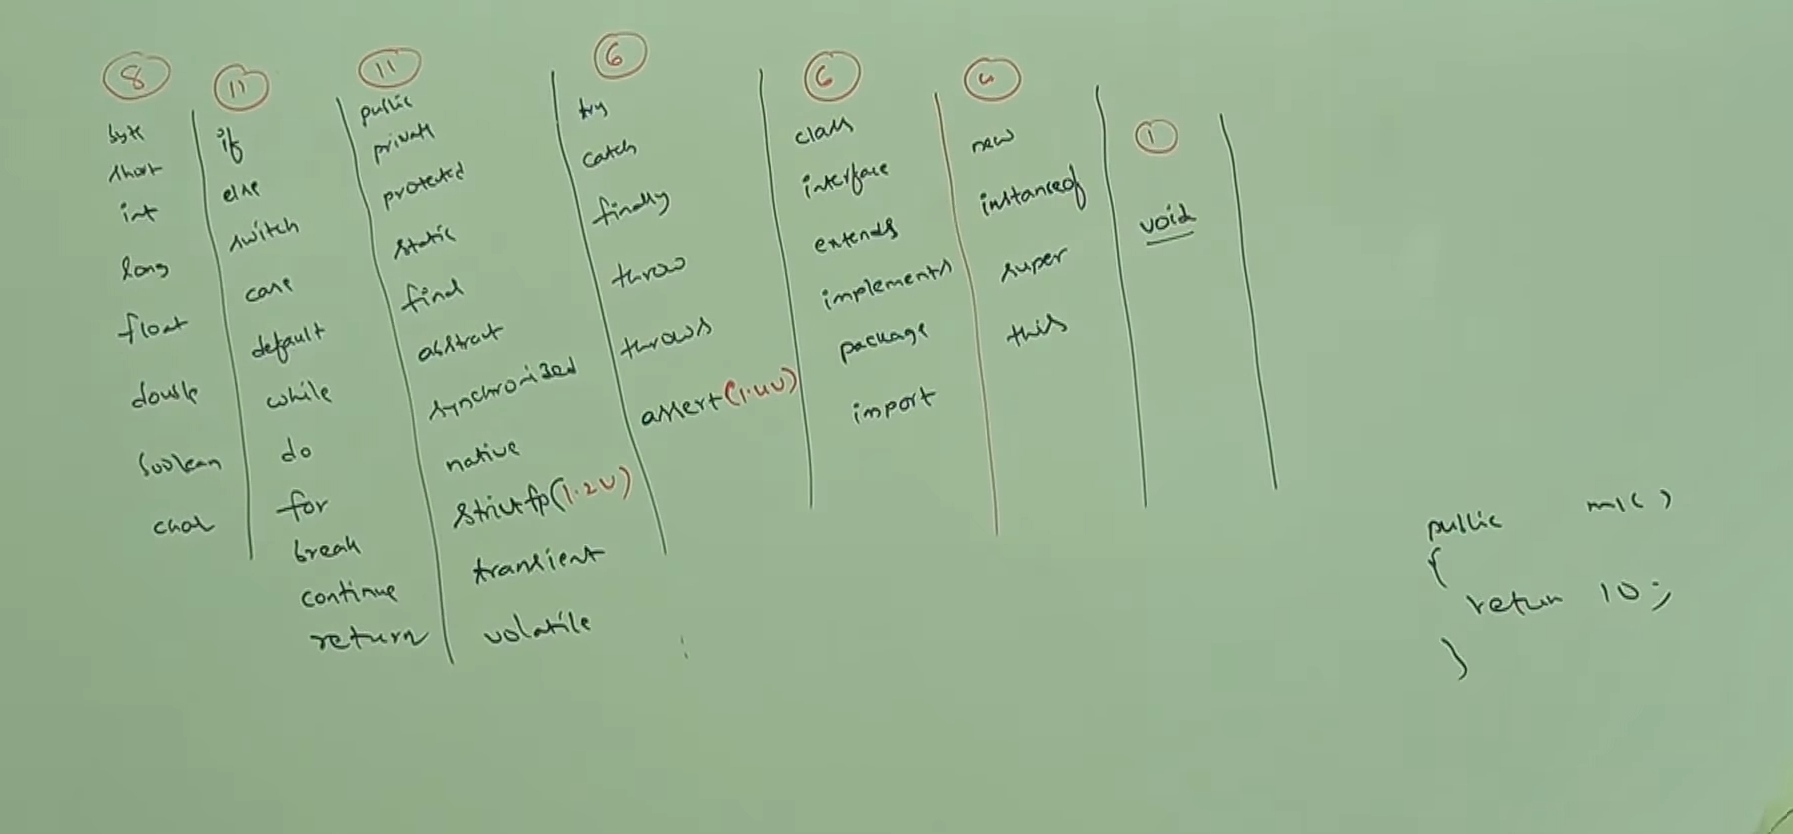 8
byte
short
int
long
float
double
boolean
char
11
if
else
switch
case
default
while
do
for
break
continue
return
11
public
private
protected
static
final
abstract
synchronized
native
strictfp(1.2V)
transient
volatile
6
try
catch
finally
throw
throws
assert(1.4V)
6
class
interface
extends
implements
package
import
4
new
instanceof
super
this
1
void
public m1()
{
return 10;
}